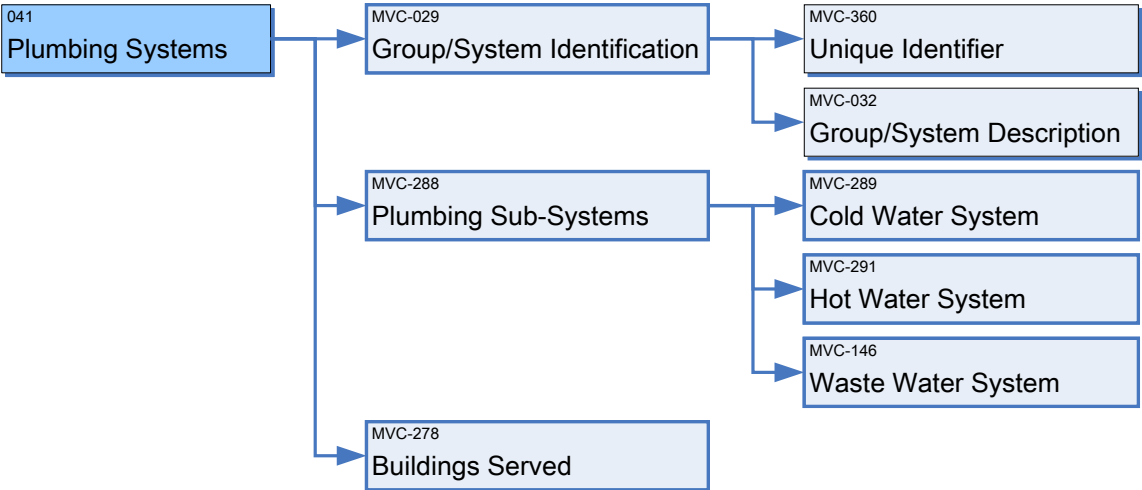 041
Plumbing Systems
MVC-029
Group/System Identification
MVC-360
Unique Identifier
MVC-032
Group/System Description
MVC-288
Plumbing Sub-Systems
MVC-289
Cold Water System
MVC-291
Hot Water System
MVC-146
Waste Water System
MVC-278
Buildings Served